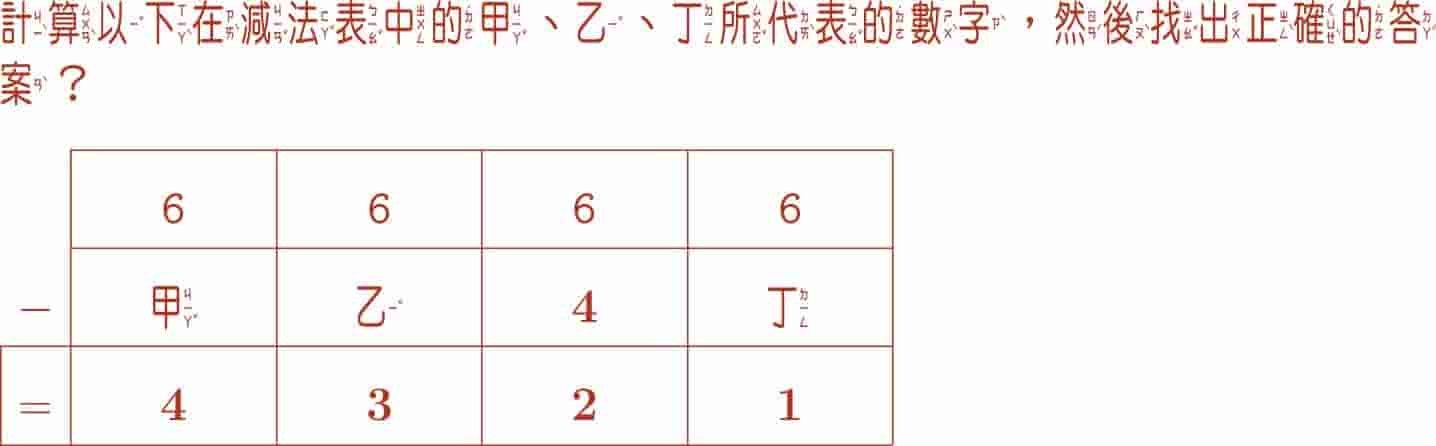 計算以下在減法表中的甲、乙、丁所代表的數字,然後找出正確的答
案?
6 6 6 6
− 甲 乙 4 丁
= 4 3 2 1